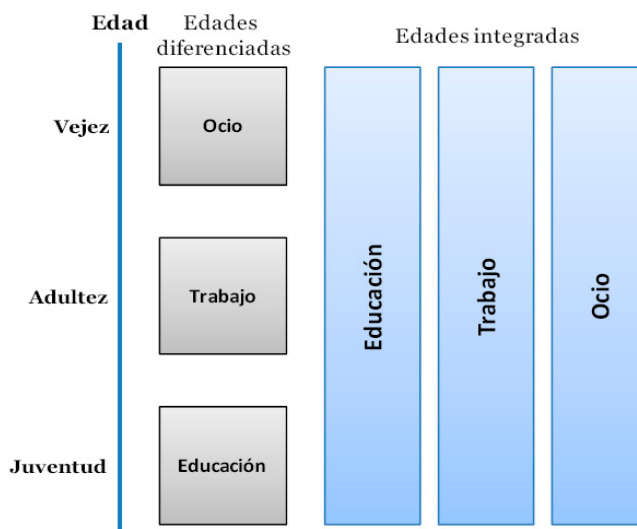 Edad
Edades
diferenciadas
Edades integradas
Vejez
Ocio
Adultez
Trabajo
Juventud
Educación
Educación
Trabajo
Ocio